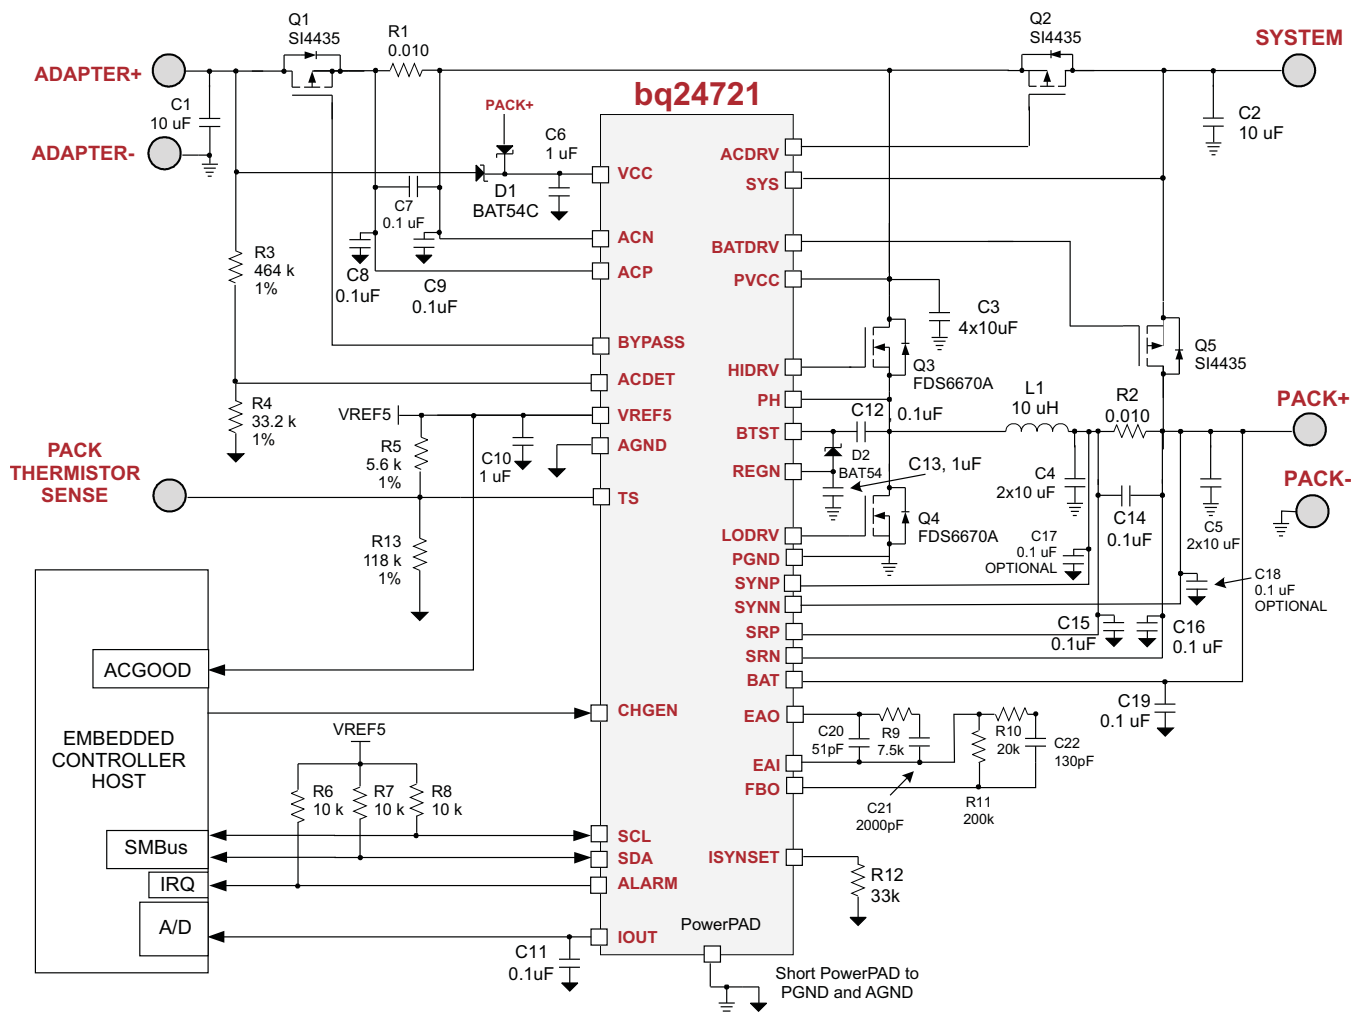 Q1
SI4435
R1
0.010
Q2
SI4435
SYSTEM
ADAPTER+
C1
10 uF
ADAPTER-
bq24721
PACK+
C6
1 uF
D1
BAT54C
C7
0.1 uF
C2
10 uF
VCC
ACN
ACP
BYPASS
ACDET
VREF5
AGND
TS
CHGEN
SCL
SDA
ALARM
IOUT
ACDRV
SYS
BATDRV
PVCC
HIDRV
PH
BTST
REGN
LODRV
PGND
SYNP
SYNN
SRP
SRN
BAT
EAO
EAI
FBO
ISYNSET
PowerPAD
R3
464 k
1%
C8
0.1uF
C9
0.1uF
C3
4x10uF
Q3
FDS6670A
Q5
SI4435
R4
33.2 k
1%
VREF5
R5
5.6 k
1%
C10
1 uF
C12
0.1uF
D2
BAT54
C13, 1uF
L1
10 uH
R2
0.010
PACK+
PACK-
PACK
THERMISTOR
SENSE
R13
118 k
1%
Q4
FDS6670A
C4
2x10 uF
C14
0.1uF
C5
2x10 uF
C17
0.1 uF
OPTIONAL
C18
0.1 uF
OPTIONAL
C15
0.1uF
C16
0.1 uF
C19
0.1 uF
ACGOOD
EMBEDDED
CONTROLLER
HOST
VREF5
R6
10 k
R7
10 k
R8
10 k
SMBus
IRQ
A/D
C11
0.1uF
C20
51pF
R9
7.5k
C21
2000pF
R10
20k
R11
200k
C22
130pF
R12
33k
Short PowerPAD to
PGND and AGND